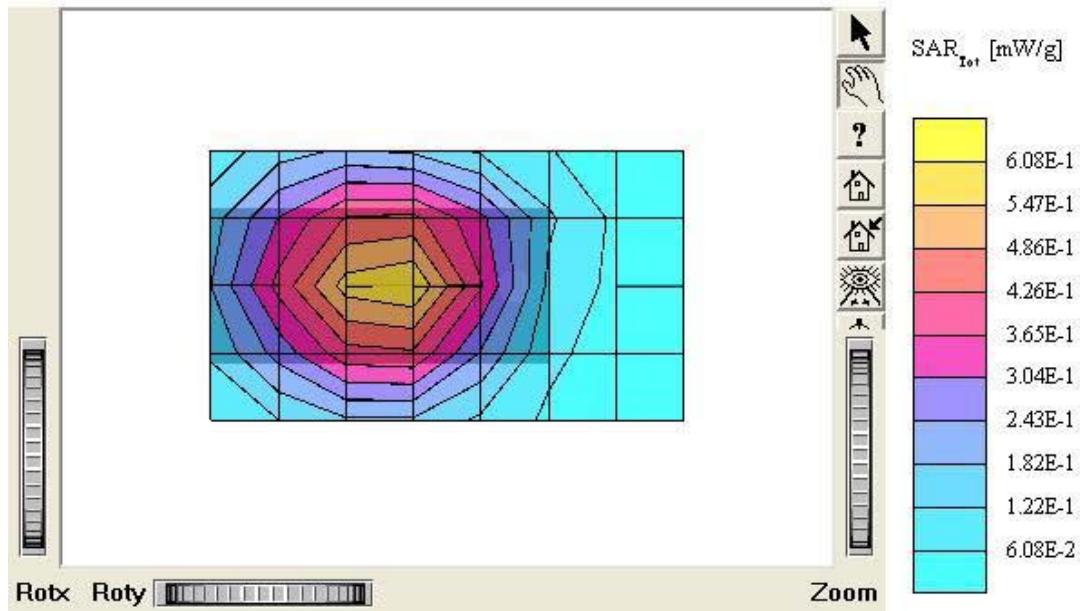 SAR_Tot [mW/g]
?
6.08E-1
5.47E-1
4.86E-1
4.26E-1
3.65E-1
3.04E-1
2.43E-1
1.82E-1
1.22E-1
6.08E-2
Rotx Roty Zoom